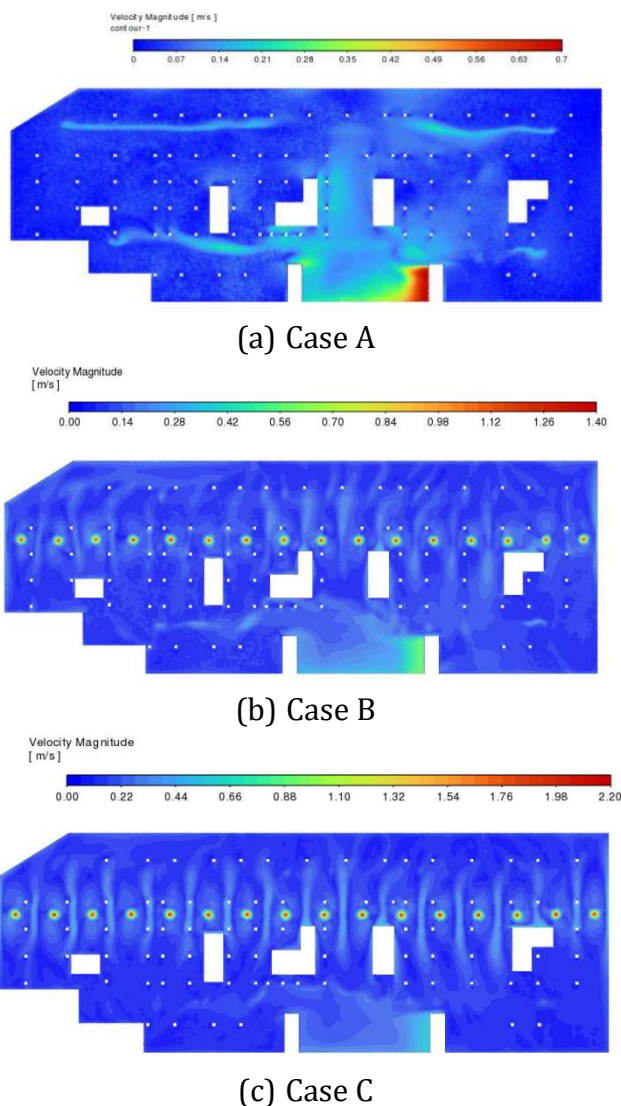 Velocity Magnitude [ m/s ]
contour-1
0 0.07 0.14 0.21 0.28 0.35 0.42 0.49 0.56 0.63 0.7
(a) Case A
Velocity Magnitude
[ m/s ]
0.00 0.14 0.28 0.42 0.56 0.70 0.84 0.98 1.12 1.26 1.40
(b) Case B
Velocity Magnitude
[ m/s ]
0.00 0.22 0.44 0.66 0.88 1.10 1.32 1.54 1.76 1.98 2.20
(c) Case C